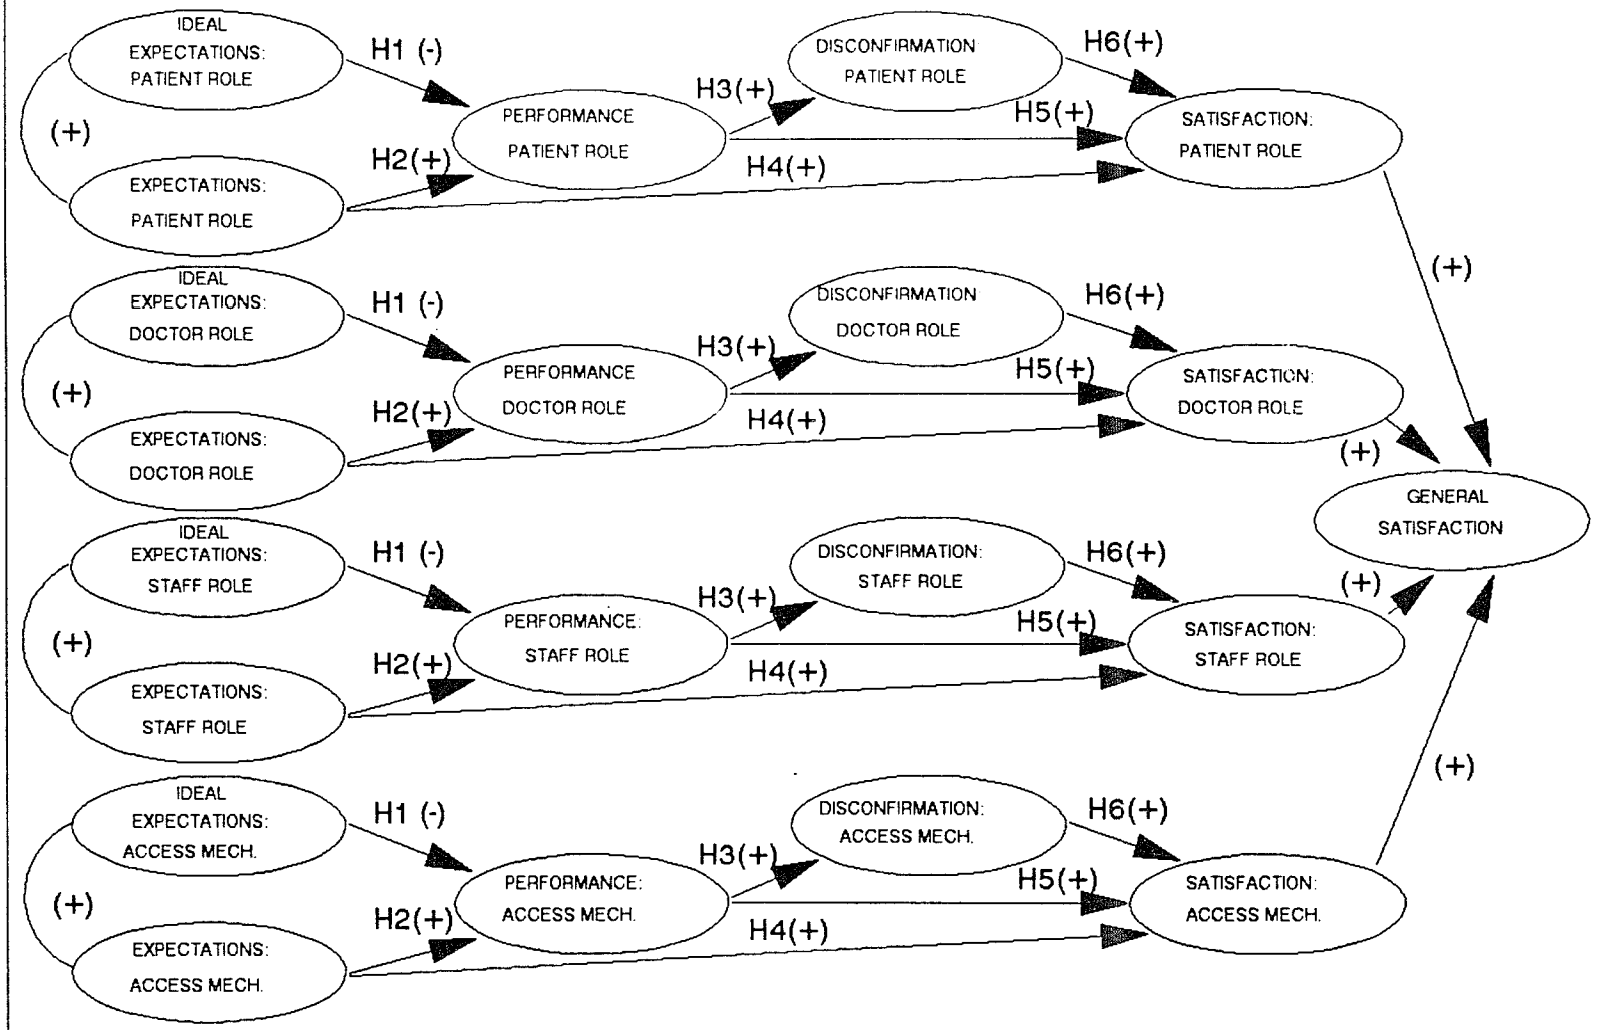 IDEAL
EXPECTATIONS:
PATIENT ROLE
H1 (-)
DISCONFIRMATION
PATIENT ROLE
H6(+)
H3(+)
PERFORMANCE
PATIENT ROLE
H5(+)
SATISFACTION:
PATIENT ROLE
(+)
H2(+)
H4(+)
EXPECTATIONS:
PATIENT ROLE
(+)
IDEAL
EXPECTATIONS:
DOCTOR ROLE
H1 (-)
DISCONFIRMATION
DOCTOR ROLE
H6(+)
H3(+)
PERFORMANCE
DOCTOR ROLE
H5(+)
SATISFACTION:
DOCTOR ROLE
(+)
H2(+)
H4(+)
EXPECTATIONS:
DOCTOR ROLE
(+)
GENERAL
SATISFACTION
IDEAL
EXPECTATIONS:
STAFF ROLE
H1 (-)
DISCONFIRMATION:
STAFF ROLE
H6(+)
(+)
H3(+)
PERFORMANCE:
STAFF ROLE
H5(+)
SATISFACTION:
STAFF ROLE
(+)
H2(+)
H4(+)
EXPECTATIONS:
STAFF ROLE
(+)
IDEAL
EXPECTATIONS:
ACCESS MECH.
H1 (-)
DISCONFIRMATION:
ACCESS MECH.
H6(+)
H3(+)
PERFORMANCE:
ACCESS MECH.
H5(+)
SATISFACTION:
ACCESS MECH.
(+)
H2(+)
H4(+)
EXPECTATIONS:
ACCESS MECH.